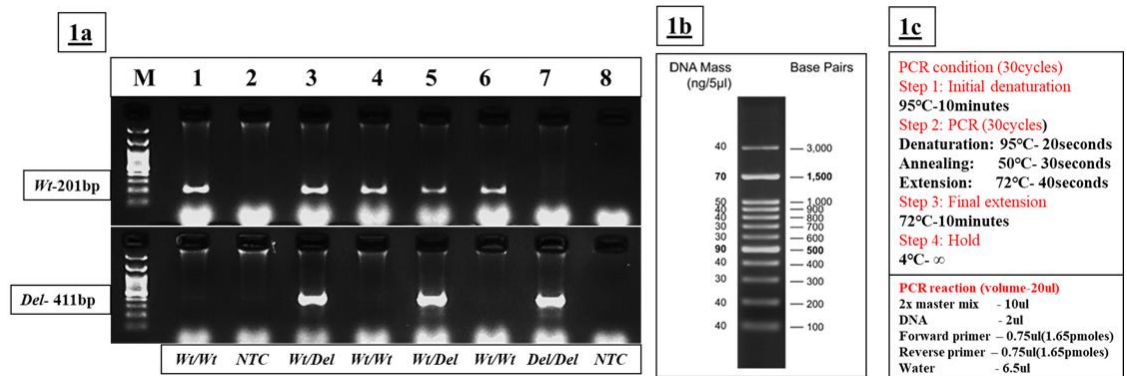 1a
M 1 2 3 4 5 6 7 8
Wt-201bp
Del- 411bp
Wt/Wt NTC Wt/Del Wt/Wt Wt/Del Wt/Wt Del/Del NTC
1b
DNA Mass
(ng/5µl)
Base Pairs
40 3,000
70 1,500
50 1,000
40 900
40 800
30 700
30 600
90 500
40 400
30 300
40 200
40 100
1c
PCR condition (30cycles)
Step 1: Initial denaturation
95°C-10minutes
Step 2: PCR (30cycles)
Denaturation: 95°C- 20seconds
Annealing: 50°C- 30seconds
Extension: 72°C- 40seconds
Step 3: Final extension
72°C-10minutes
Step 4: Hold
4°C- ∞
PCR reaction (volume-20ul)
2x master mix - 10ul
DNA - 2ul
Forward primer – 0.75ul(1.65pmoles)
Reverse primer – 0.75ul(1.65pmoles)
Water - 6.5ul